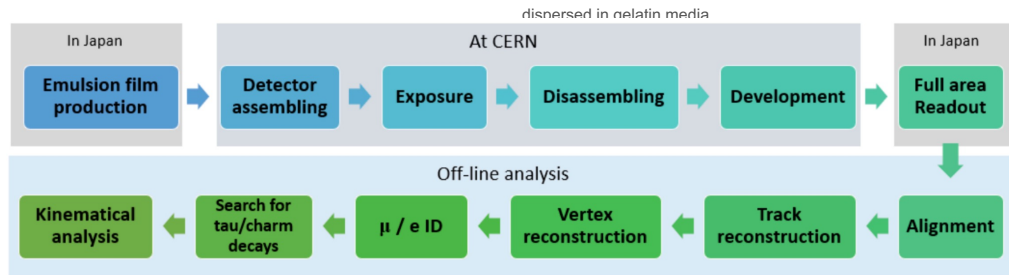 dispersed in gelatin media
In Japan
At CERN
In Japan
Emulsion film
production
Detector
assembling
Exposure
Disassembling
Development
Full area
Readout
Off-line analysis
Kinematical
analysis
Search for
tau/charm
decays
μ / e ID
Vertex
reconstruction
Track
reconstruction
Alignment